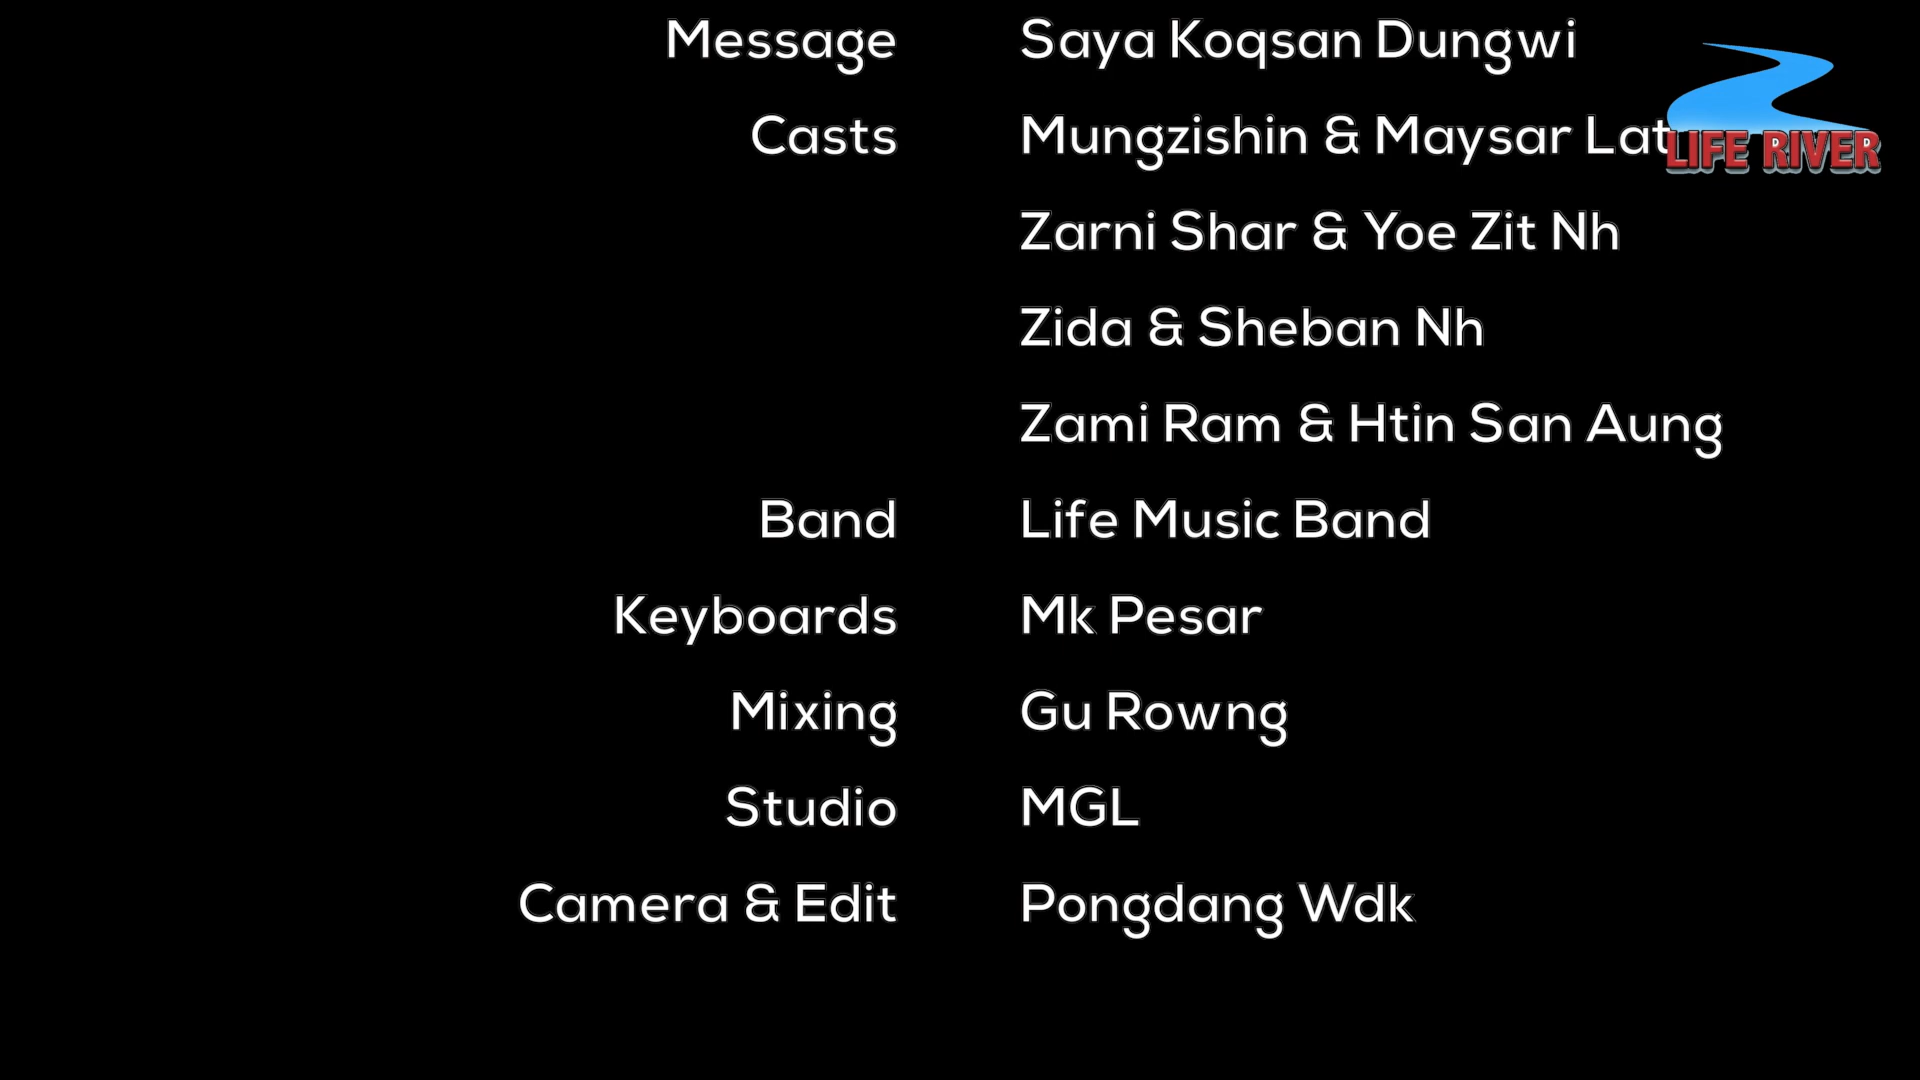 Message Saya Koqsan Dungwi
Casts Mungzishin & Maysar Lat
LIFE RIVER
Zarni Shar & Yoe Zit Nh
Zida & Sheban Nh
Zami Ram & Htin San Aung
Band Life Music Band
Keyboards Mk Pesar
Mixing Gu Rowng
Studio MGL
Camera & Edit Pongdang Wdk